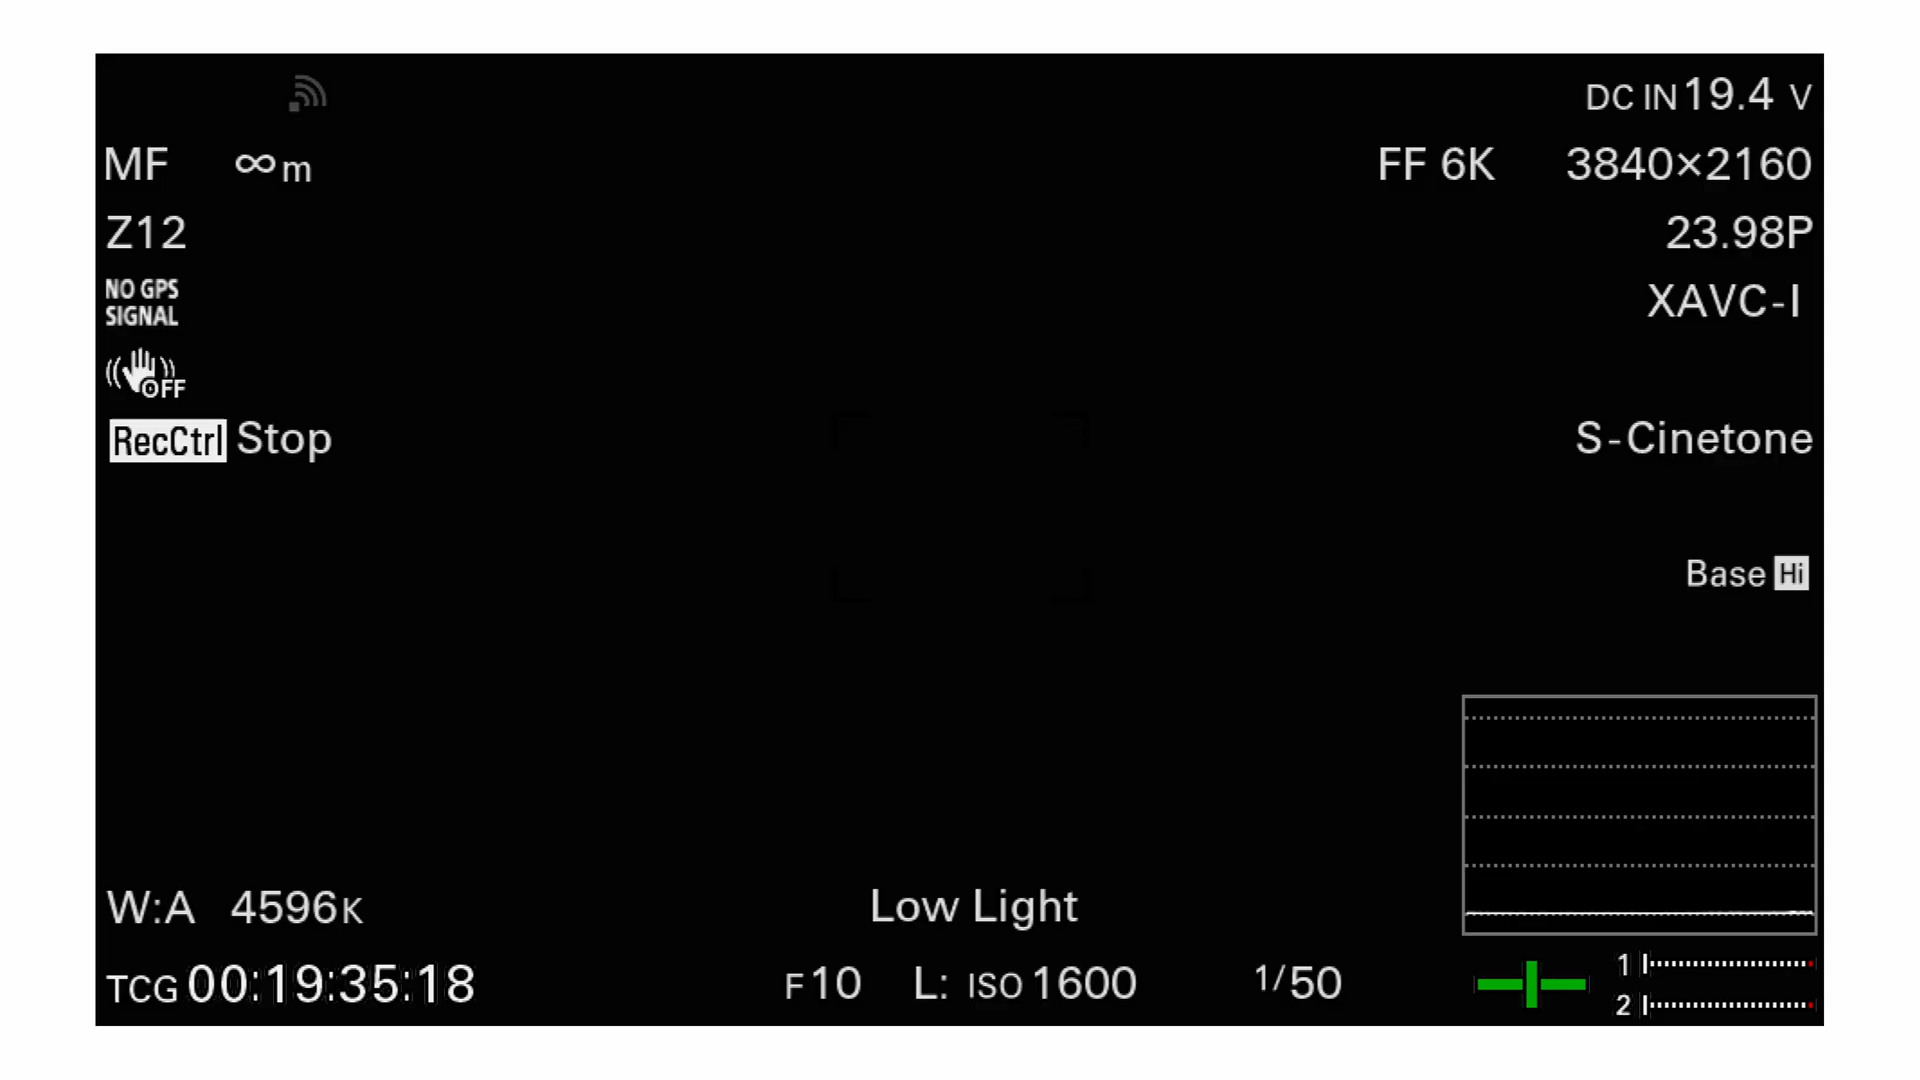 DC IN 19.4 V
MF ∞m FF 6K 3840×2160
Z12 23.98P
NO GPS
SIGNAL
XAVC-I
OFF
RecCtrl Stop S-Cinetone
Base Hi
W:A 4596K Low Light
TCG 00:19:35:18 F10 L: ISO 1600 1/50
1
2